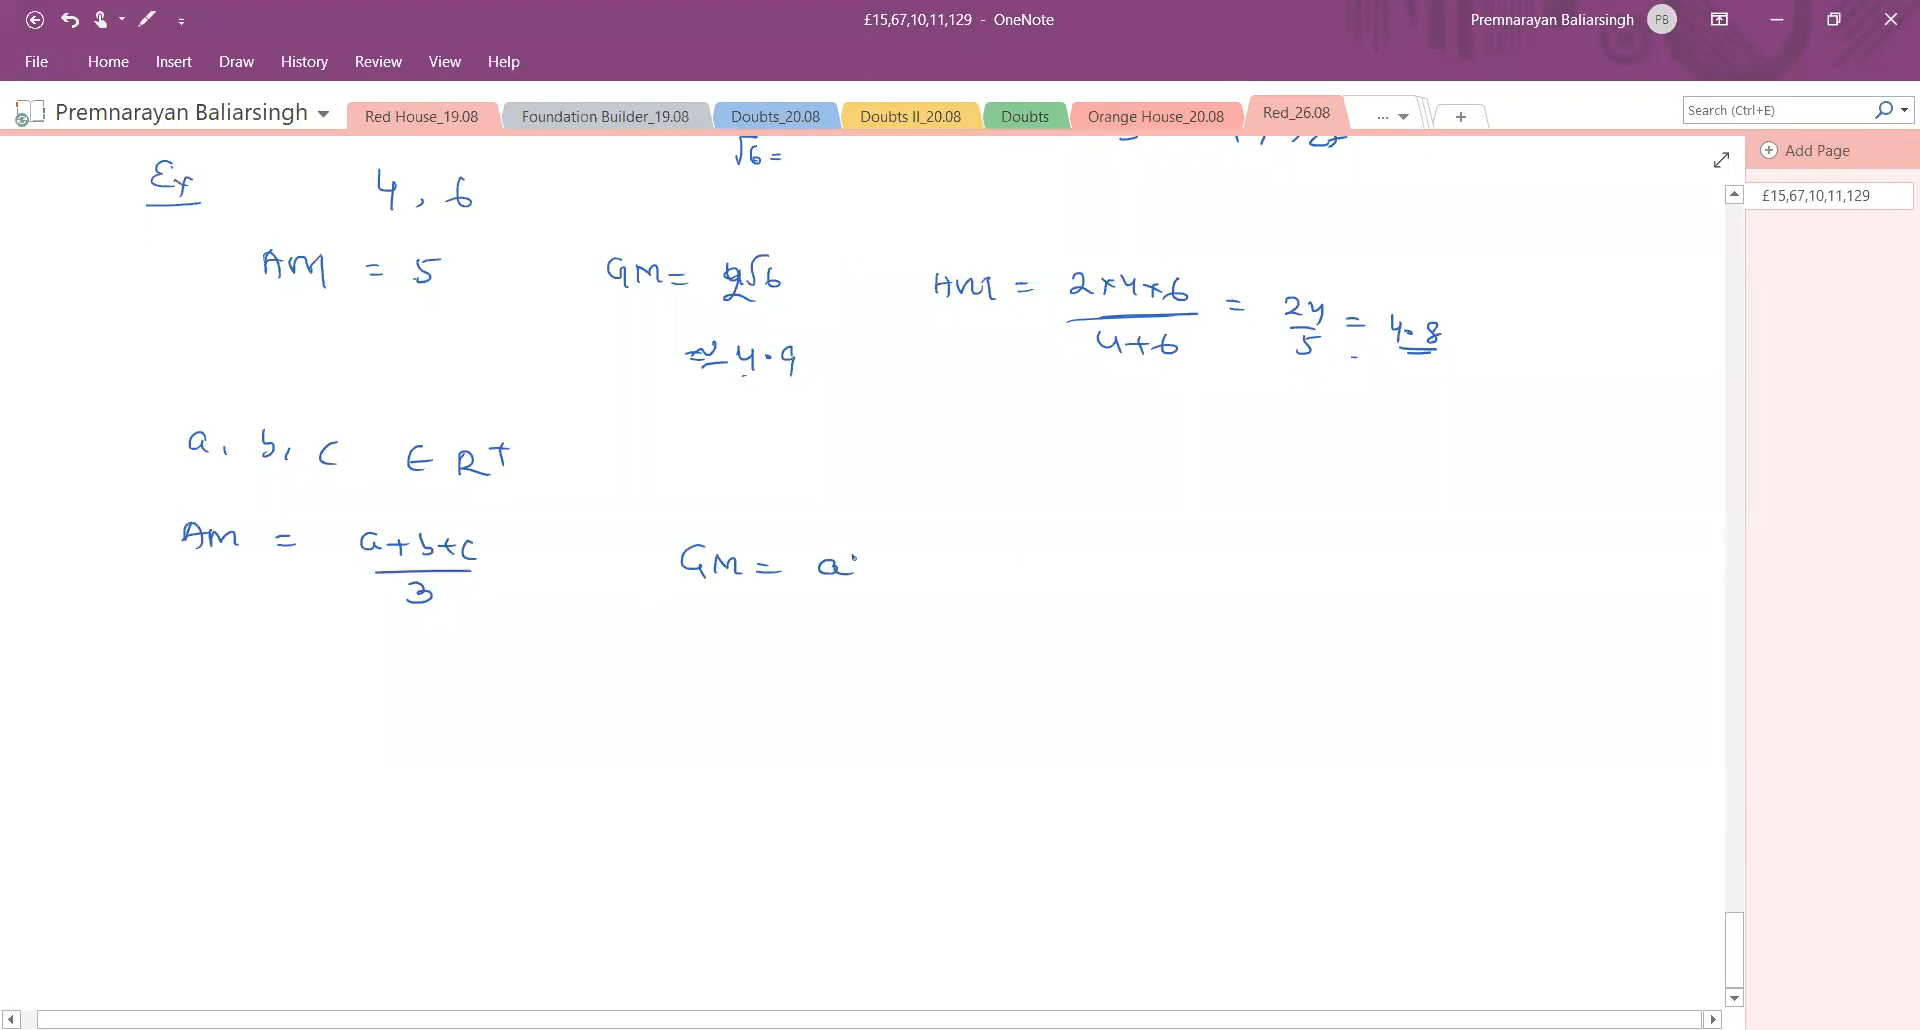 £15,67,10,11,129 - OneNote
Premnarayan Baliarsingh PB
File Home Insert Draw History Review View Help
Premnarayan Baliarsingh
Red House_19.08 Foundation Builder_19.08 Doubts_20.08 Doubts II_20.08 Doubts Orange House_20.08 Red_26.08 ... +
Search (Ctrl+E)
Add Page
£15,67,10,11,129
√6 =
Ex 4, 6
AM = 5 GM = 2√6 HM = 2×4×6 / 4+6 = 24/5 = 4.8
≈ 4.9
a, b, c ∈ R+
AM = a+b+c / 3 GM = a